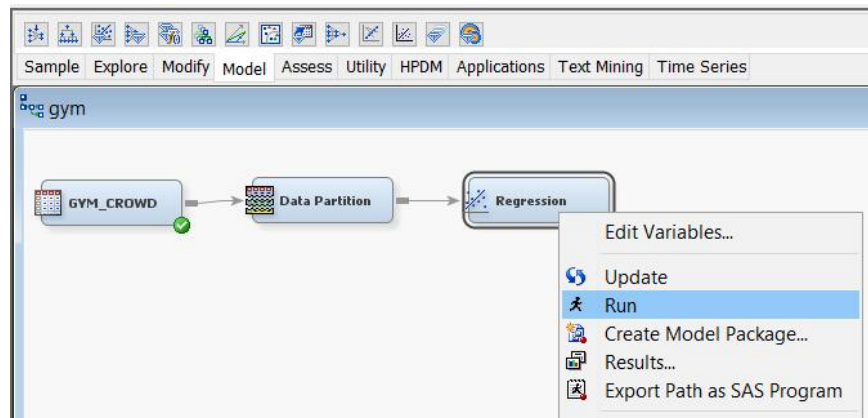 Sample Explore Modify Model Assess Utility HPDM Applications Text Mining Time Series
gym
GYM_CROWD
Data Partition
Regression
Edit Variables...
Update
Run
Create Model Package...
Results...
Export Path as SAS Program